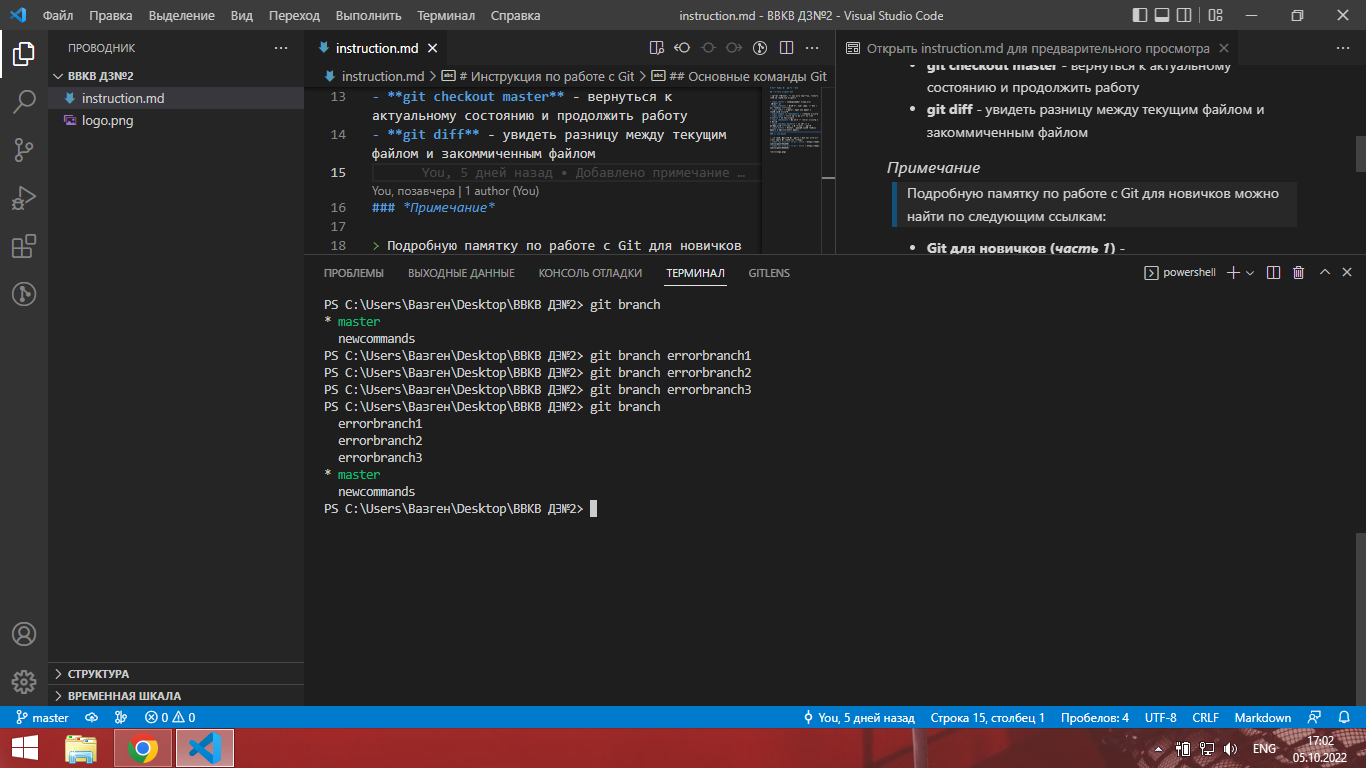 Файл Правка Выделение Вид Переход Выполнить Терминал Справка
instruction.md - ВВКВ ДЗ№2 - Visual Studio Code
ПРОВОДНИК
ВВКВ ДЗ№2
instruction.md
logo.png
СТРУКТУРА
ВРЕМЕННАЯ ШКАЛА
instruction.md
instruction.md > # Инструкция по работе с Git > ## Основные команды Git
13 - **git checkout master** - вернуться к
актуальному состоянию и продолжить работу
14 - **git diff** - увидеть разницу между текущим
файлом и закоммиченным файлом
15 You, 5 дней назад • Добавлено примечание …
You, позавчера | 1 author (You)
16 ### *Примечание*
17
18 > Подробную памятку по работе с Git для новичков
Открыть instruction.md для предварительного просмотра
• git checkout master - вернуться к актуальному
состоянию и продолжить работу
• git diff - увидеть разницу между текущим файлом и
закоммиченным файлом
Примечание
Подробную памятку по работе с Git для новичков можно
найти по следующим ссылкам:
• Git для новичков (часть 1) -
ПРОБЛЕМЫ ВЫХОДНЫЕ ДАННЫЕ КОНСОЛЬ ОТЛАДКИ ТЕРМИНАЛ GITLENS
powershell
PS C:\Users\Вазген\Desktop\ВВКВ ДЗ№2> git branch
* master
newcommands
PS C:\Users\Вазген\Desktop\ВВКВ ДЗ№2> git branch errorbranch1
PS C:\Users\Вазген\Desktop\ВВКВ ДЗ№2> git branch errorbranch2
PS C:\Users\Вазген\Desktop\ВВКВ ДЗ№2> git branch errorbranch3
PS C:\Users\Вазген\Desktop\ВВКВ ДЗ№2> git branch
errorbranch1
errorbranch2
errorbranch3
* master
newcommands
PS C:\Users\Вазген\Desktop\ВВКВ ДЗ№2>
master 0 0 You, 5 дней назад Строка 15, столбец 1 Пробелов: 4 UTF-8 CRLF Markdown
ENG
17:02
05.10.2022